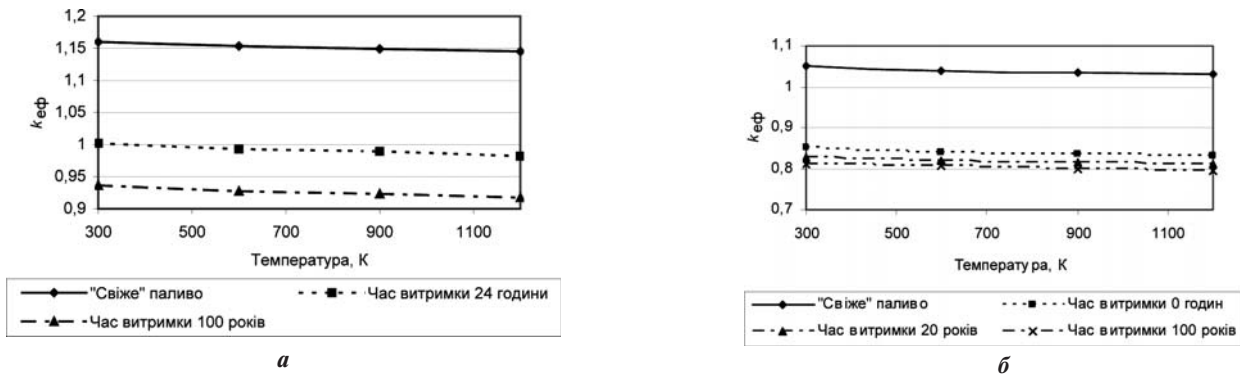 1,2
1,15
1,1
1,05
1
0,95
0,9
kеф
300 500 700 900 1100
Температура, К
"Свіже" паливо Час витримки 24 години
Час витримки 100 років
а
1,1
1
0,9
0,8
0,7
kеф
300 500 700 900 1100
Температура, К
"Свіже" паливо Час витримки 0 годин
Час витримки 20 років Час витримки 100 років
б